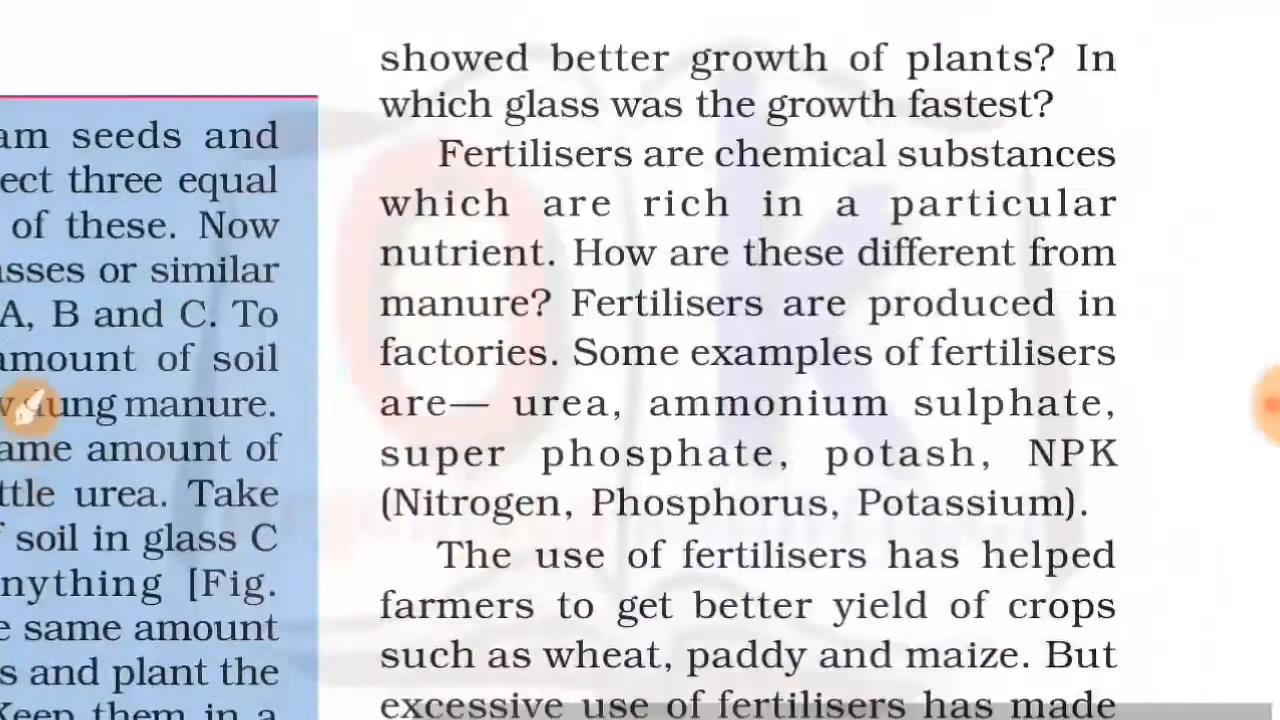 am seeds and
ect three equal
of these. Now
asses or similar
A, B and C. To
amount of soil
dung manure.
ame amount of
ttle urea. Take
soil in glass C
nything [Fig.
e same amount
s and plant the
Keep them in a
showed better growth of plants? In
which glass was the growth fastest?
Fertilisers are chemical substances
which are rich in a particular
nutrient. How are these different from
manure? Fertilisers are produced in
factories. Some examples of fertilisers
are— urea, ammonium sulphate,
super phosphate, potash, NPK
(Nitrogen, Phosphorus, Potassium).
The use of fertilisers has helped
farmers to get better yield of crops
such as wheat, paddy and maize. But
excessive use of fertilisers has made